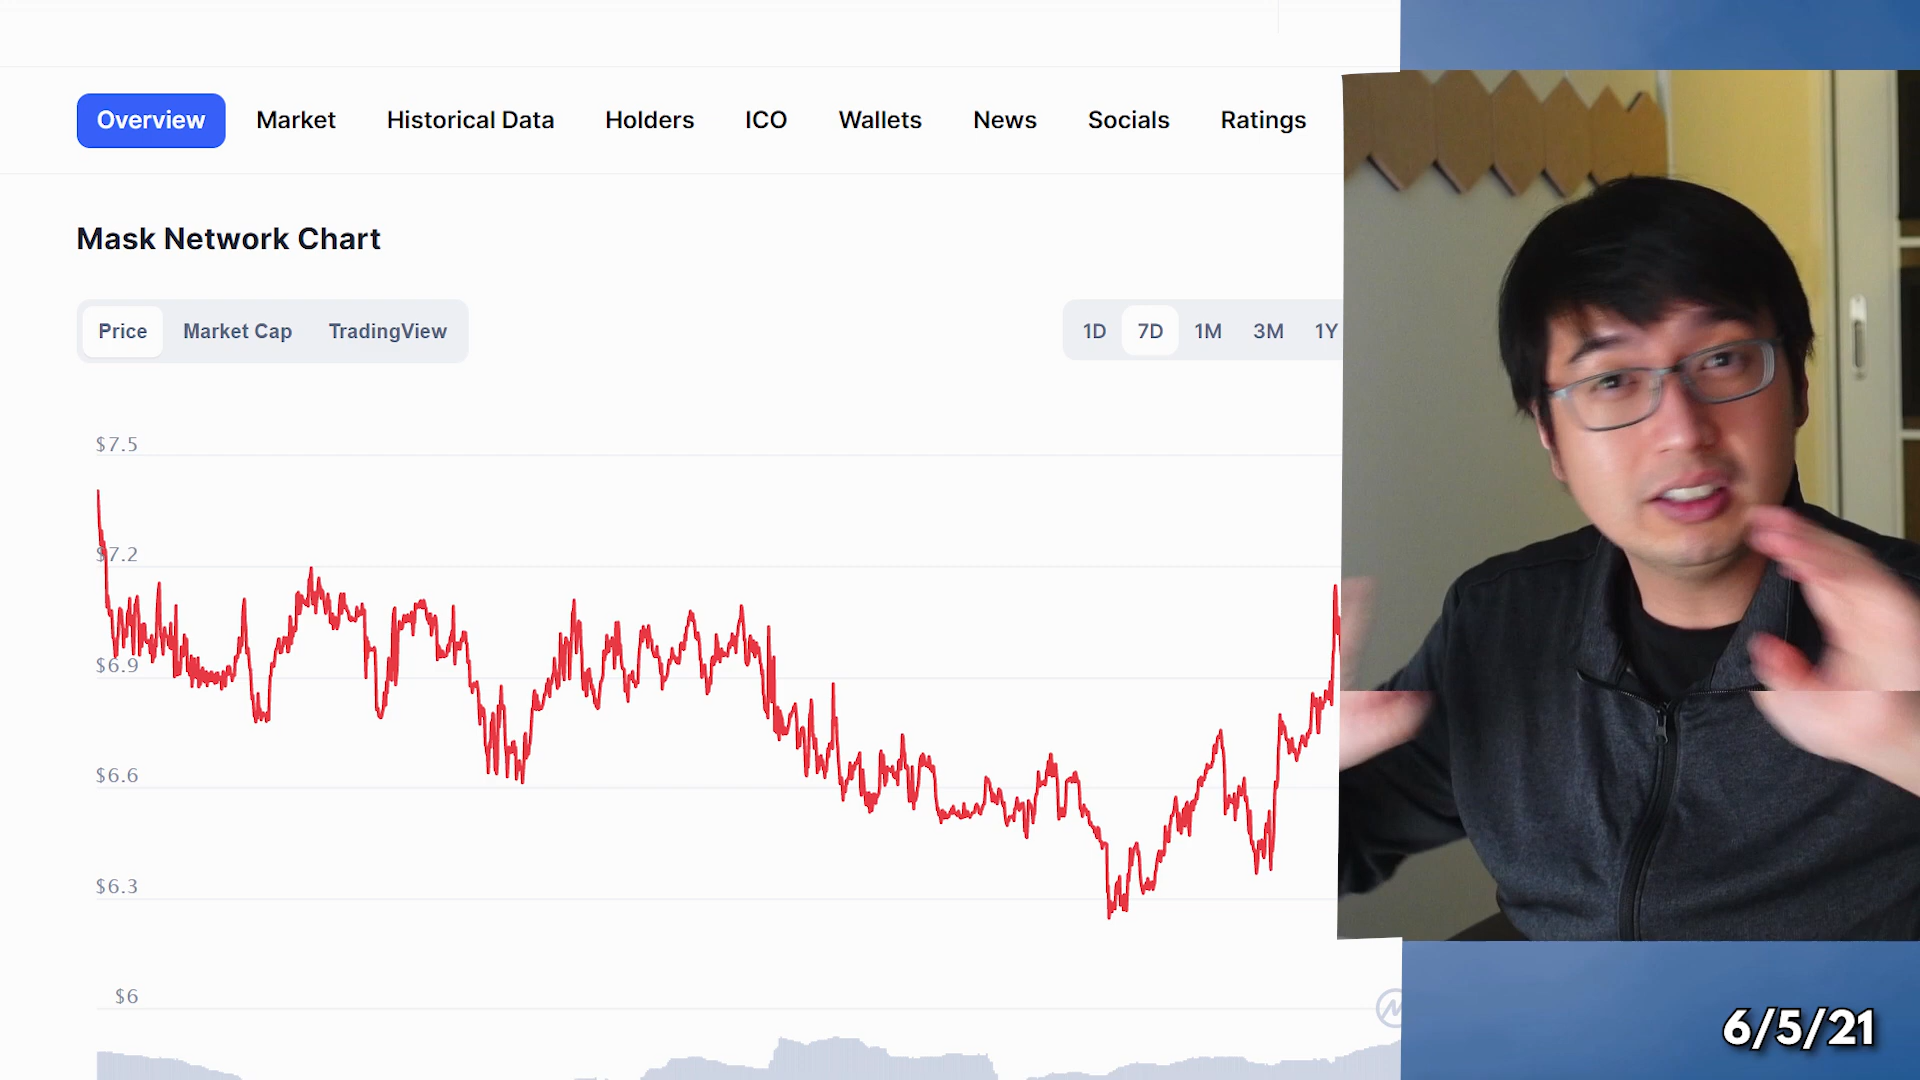 Overview Market Historical Data Holders ICO Wallets News Socials Ratings
Mask Network Chart
Price Market Cap TradingView 1D 7D 1M 3M 1Y
$7.5
$7.2
$6.9
$6.6
$6.3
$6
6/5/21